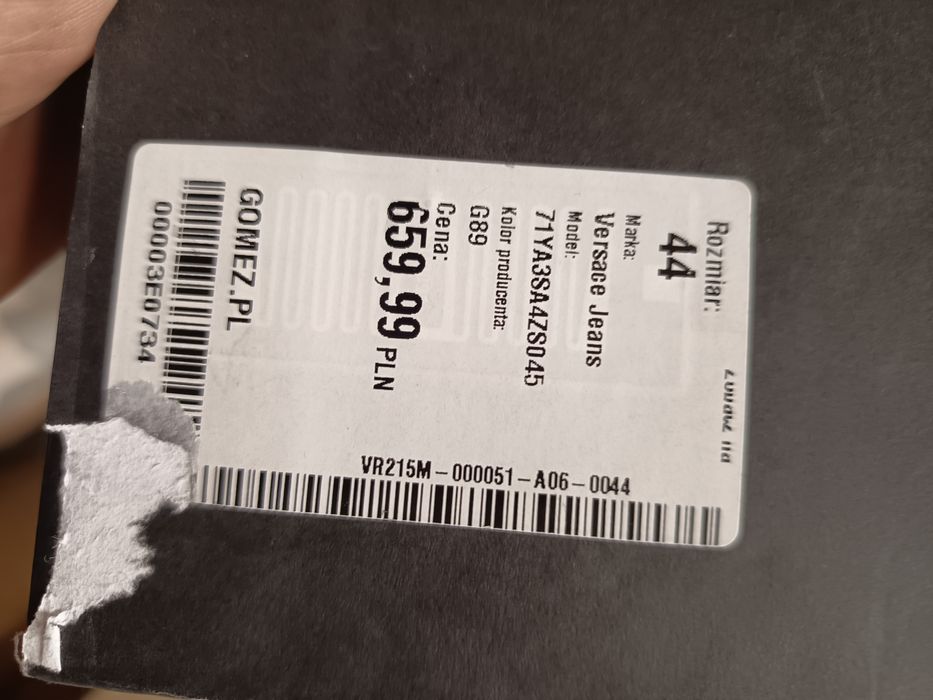 Rozmiar:
44
Marka:
Versace Jeans
Model:
71YA3SA4ZS045
Kolor producenta:
G89
Cena:
659,99 PLN
GOMEZ.PL
00003E0734
VR215M-000051-A06-0044